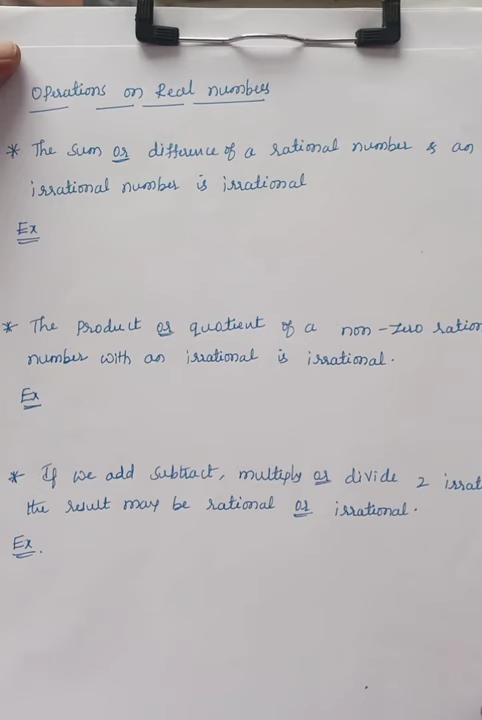 Operations on Real numbers
* The sum or difference of a rational number & an
irrational number is irrational
Ex
* The product or quotient of a non-zero ration
number with an irrational is irrational.
Ex
* If we add subtract, multiply or divide 2 irrat
the result may be rational or irrational.
Ex.